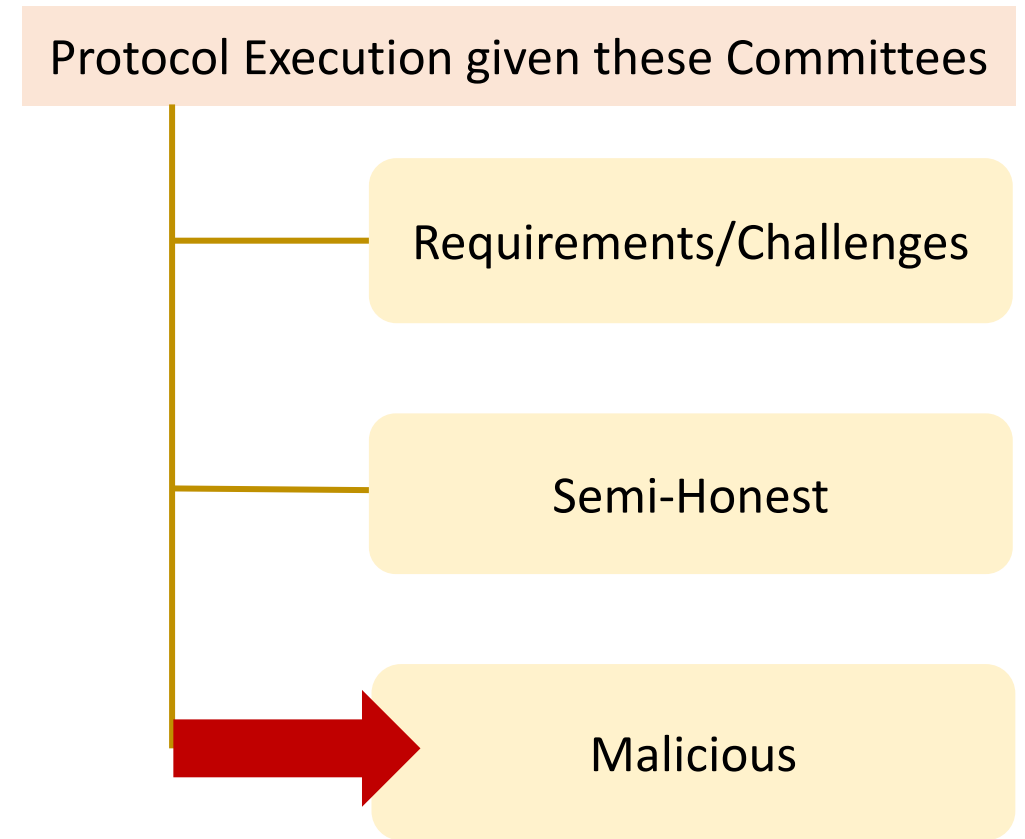 Protocol Execution given these Committees
Requirements/Challenges
Semi-Honest
Malicious